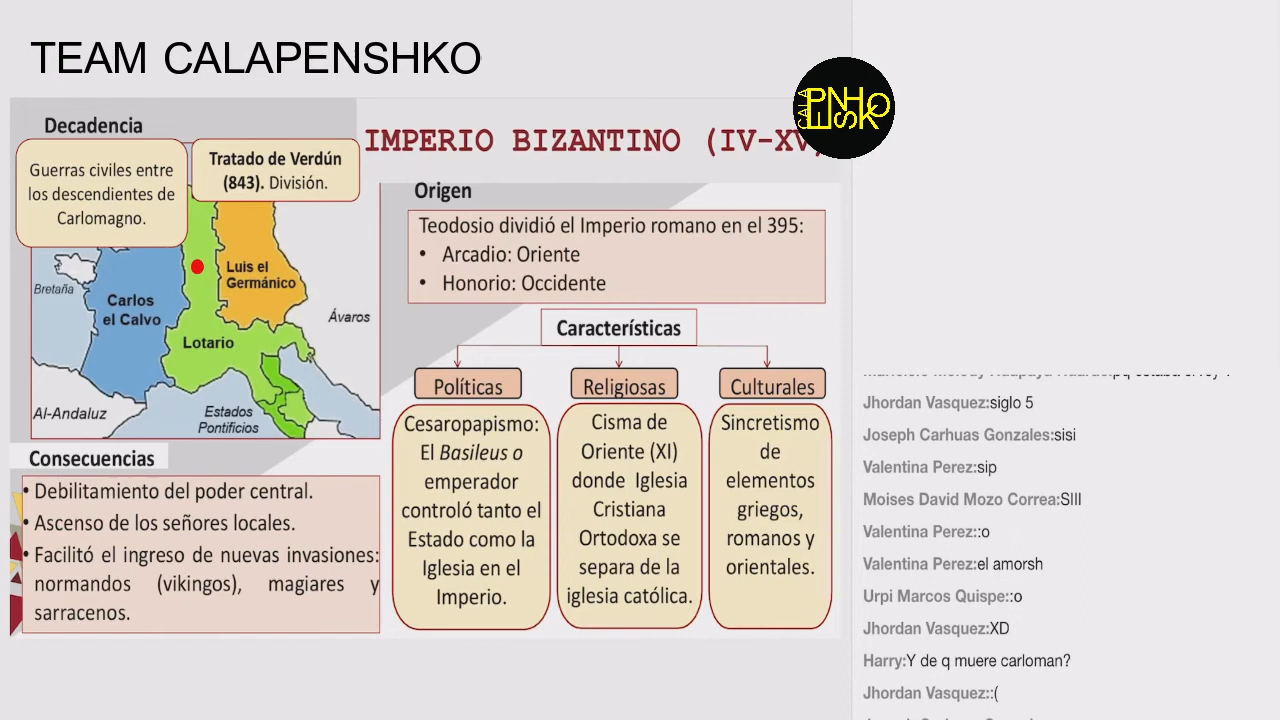 TEAM CALAPENSHKO
CALA
PENHO
ESK
Decadencia
Guerras civiles entre
los descendientes de
Carlomagno.
Tratado de Verdún
(843). División.
Bretaña
Carlos
el Calvo
Luis el
Germánico
Lotario
Ávaros
Al-Andaluz
Estados
Pontificios
Consecuencias
• Debilitamiento del poder central.
• Ascenso de los señores locales.
• Facilitó el ingreso de nuevas invasiones:
normandos (vikingos), magiares y
sarracenos.
IMPERIO BIZANTINO (IV-XV)
Origen
Teodosio dividió el Imperio romano en el 395:
• Arcadio: Oriente
• Honorio: Occidente
Características
Políticas
Cesaropapismo:
El Basileus o
emperador
controló tanto el
Estado como la
Iglesia en el
Imperio.
Religiosas
Cisma de
Oriente (XI)
donde Iglesia
Cristiana
Ortodoxa se
separa de la
iglesia católica.
Culturales
Sincretismo
de
elementos
griegos,
romanos y
orientales.
Jhordan Vasquez:siglo 5
Joseph Carhuas Gonzales:sisi
Valentina Perez:sip
Moises David Mozo Correa:SIII
Valentina Perez::o
Valentina Perez:el amorsh
Urpi Marcos Quispe::o
Jhordan Vasquez:XD
Harry:Y de q muere carloman?
Jhordan Vasquez::(